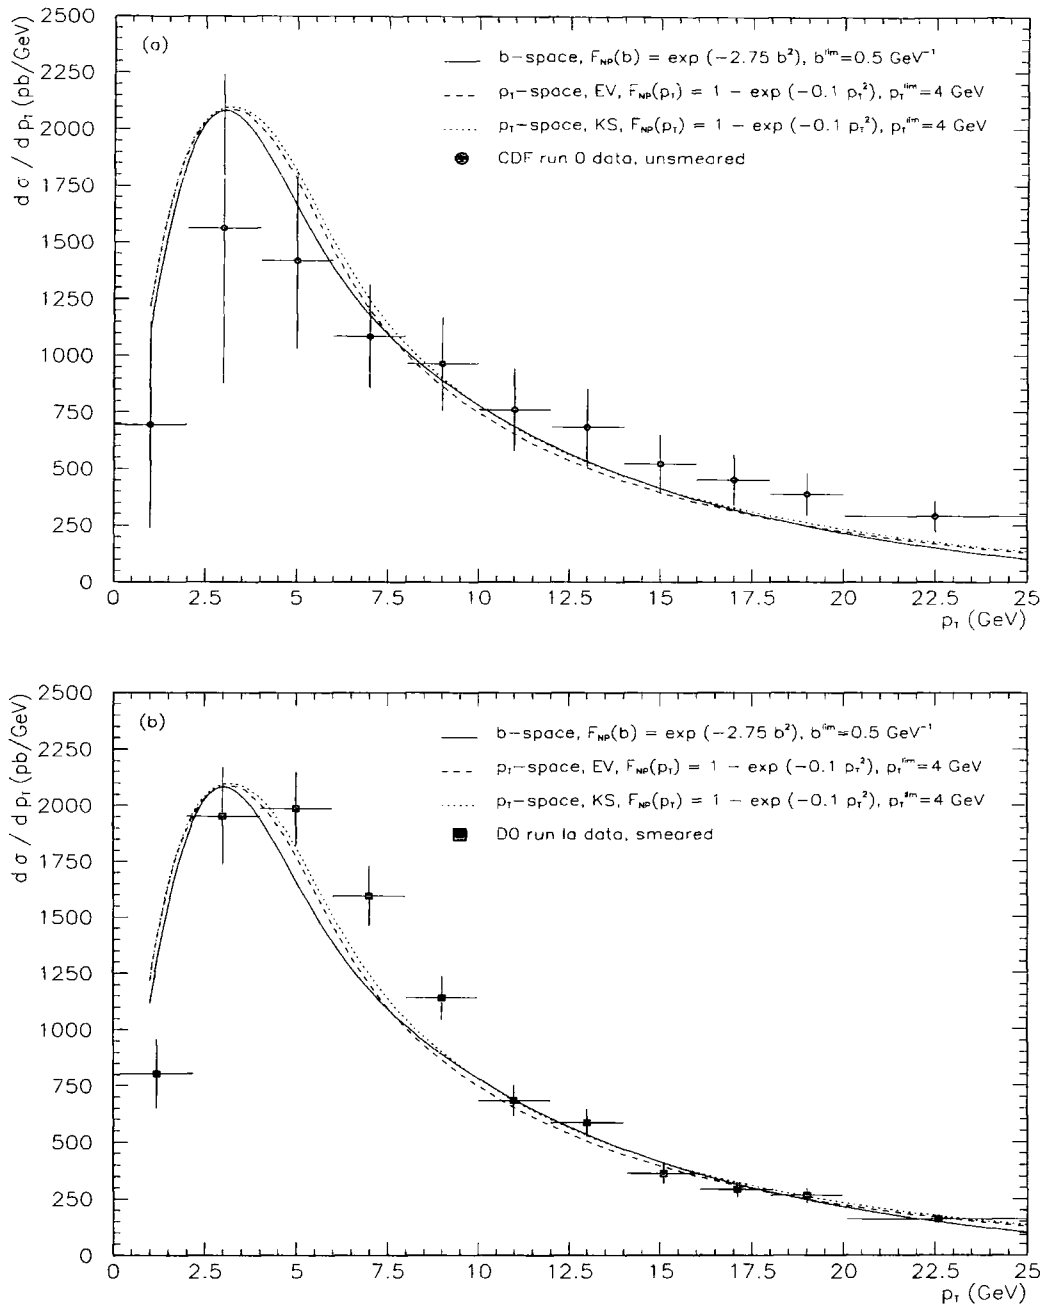 (a)
b-space, F_NP(b) = exp (-2.75 b²), b^lim=0.5 GeV⁻¹
p_T-space, EV, F_NP(p_T) = 1 - exp (-0.1 p_T²), p_T^lim=4 GeV
p_T-space, KS, F_NP(p_T) = 1 - exp (-0.1 p_T²), p_T^lim=4 GeV
CDF run 0 data, unsmeared
d σ / d p_T (pb/GeV)
2500
2250
2000
1750
1500
1250
1000
750
500
250
0
0 2.5 5 7.5 10 12.5 15 17.5 20 22.5 25
p_T (GeV)
(b)
b-space, F_NP(b) = exp (-2.75 b²), b^lim=0.5 GeV⁻¹
p_T-space, EV, F_NP(p_T) = 1 - exp (-0.1 p_T²), p_T^lim=4 GeV
p_T-space, KS, F_NP(p_T) = 1 - exp (-0.1 p_T²), p_T^lim=4 GeV
D0 run Ia data, smeared
d σ / d p_T (pb/GeV)
2500
2250
2000
1750
1500
1250
1000
750
500
250
0
0 2.5 5 7.5 10 12.5 15 17.5 20 22.5 25
p_T (GeV)